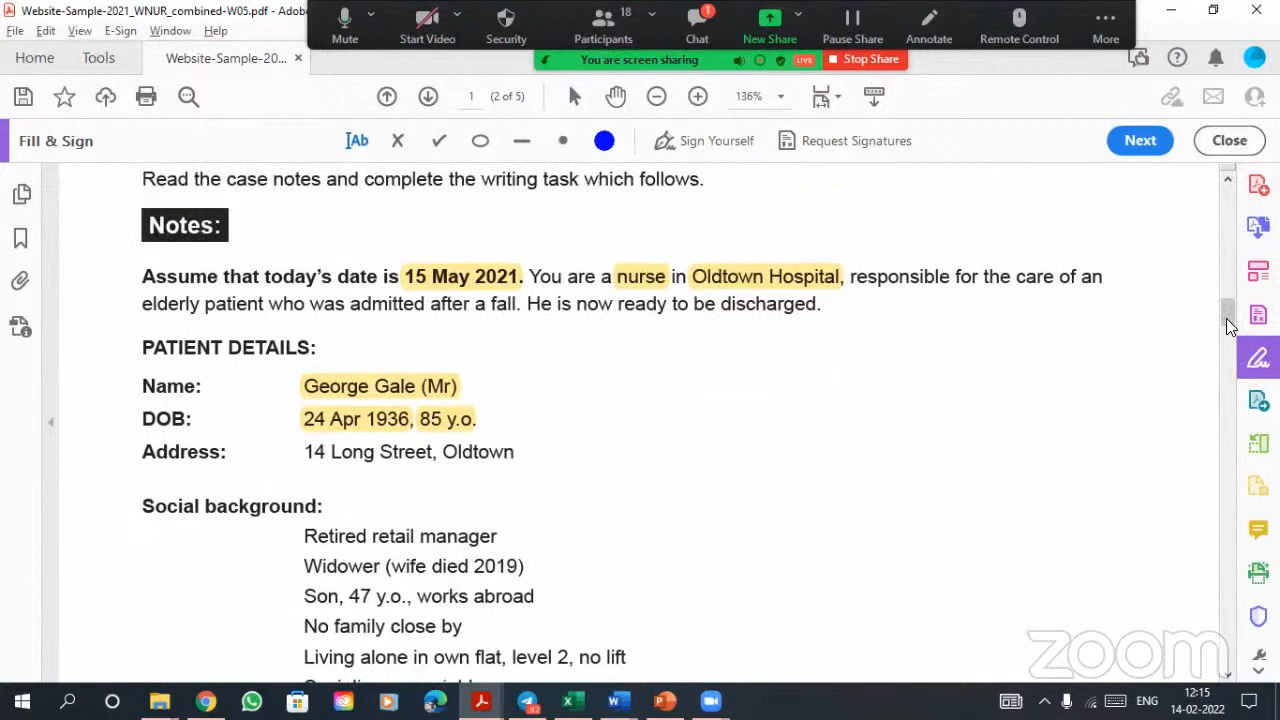 Website-Sample-2021_WNUR_combined-W05.pdf - Adob
File Edit View E-Sign Window Help
Mute Start Video Security Participants 18 Chat 1 New Share Pause Share Annotate Remote Control More
You are screen sharing LIVE Stop Share
Home Tools Website-Sample-20...
1 (2 of 5) 136%
Fill & Sign Ab Sign Yourself Request Signatures Next Close
Read the case notes and complete the writing task which follows.
Notes:
Assume that today's date is 15 May 2021. You are a nurse in Oldtown Hospital, responsible for the care of an
elderly patient who was admitted after a fall. He is now ready to be discharged.
PATIENT DETAILS:
Name: George Gale (Mr)
DOB: 24 Apr 1936, 85 y.o.
Address: 14 Long Street, Oldtown
Social background:
Retired retail manager
Widower (wife died 2019)
Son, 47 y.o., works abroad
No family close by
Living alone in own flat, level 2, no lift
zoom
92
ENG
12:15
14-02-2022